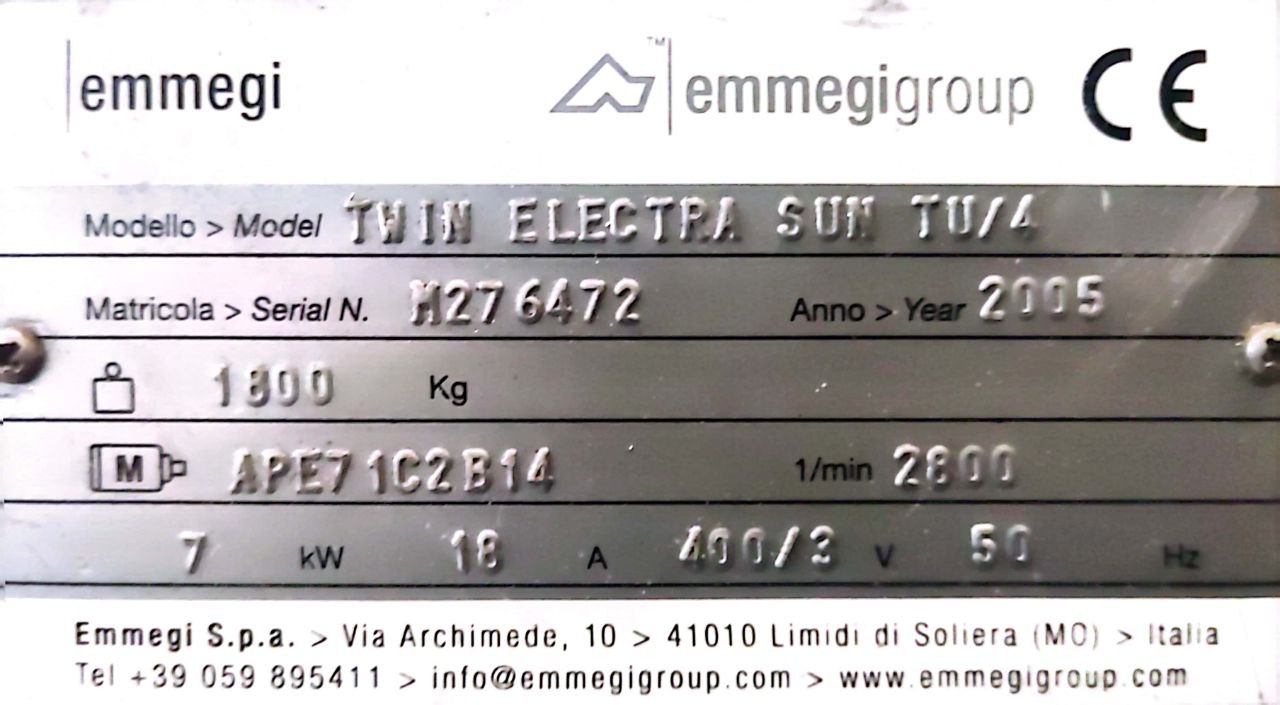 emmegi
™ emmegigroup CE
Modello > Model TWIN ELECTRA SUN TU/4
Matricola > Serial N. M276472 Anno > Year 2005
1800 Kg
M APE71C2B14 1/min 2800
7 kW 18 A 400/3 V 50 Hz
Emmegi S.p.a. > Via Archimede, 10 > 41010 Limidi di Soliera (MO) > Italia
Tel +39 059 895411 > info@emmegigroup.com > www.emmegigroup.com